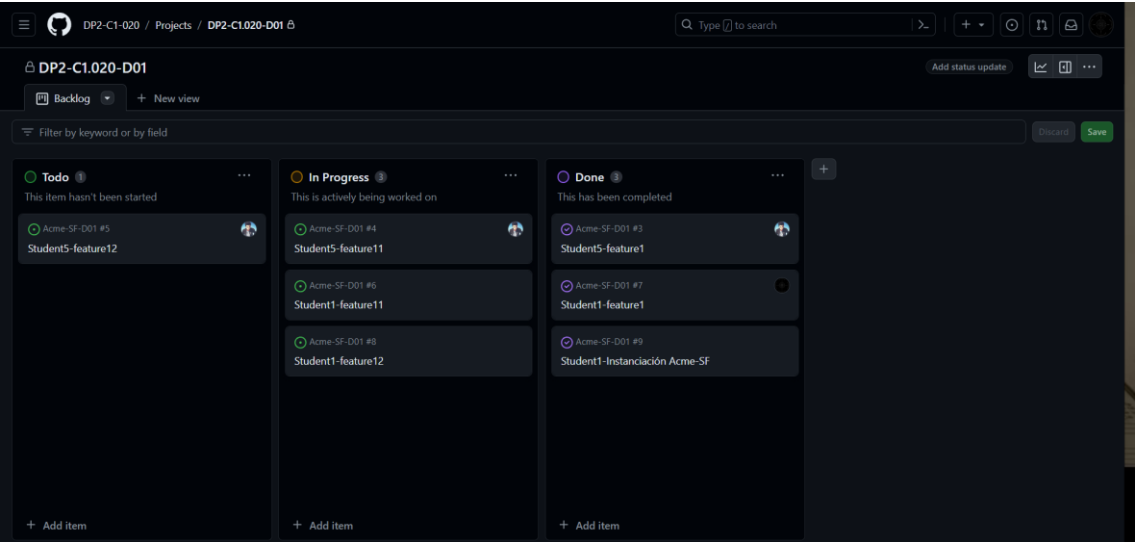 DP2-C1-020 / Projects / DP2-C1.020-D01
Type / to search
DP2-C1.020-D01
Add status update
Backlog
+ New view
Filter by keyword or by field
Discard
Save
Todo 1
This item hasn't been started
Acme-SF-D01 #5
Student5-feature12
+ Add item
In Progress 3
This is actively being worked on
Acme-SF-D01 #4
Student5-feature11
Acme-SF-D01 #6
Student1-feature11
Acme-SF-D01 #8
Student1-feature12
+ Add item
Done 3
This has been completed
Acme-SF-D01 #3
Student5-feature1
Acme-SF-D01 #7
Student1-feature1
Acme-SF-D01 #9
Student1-Instanciación Acme-SF
+ Add item